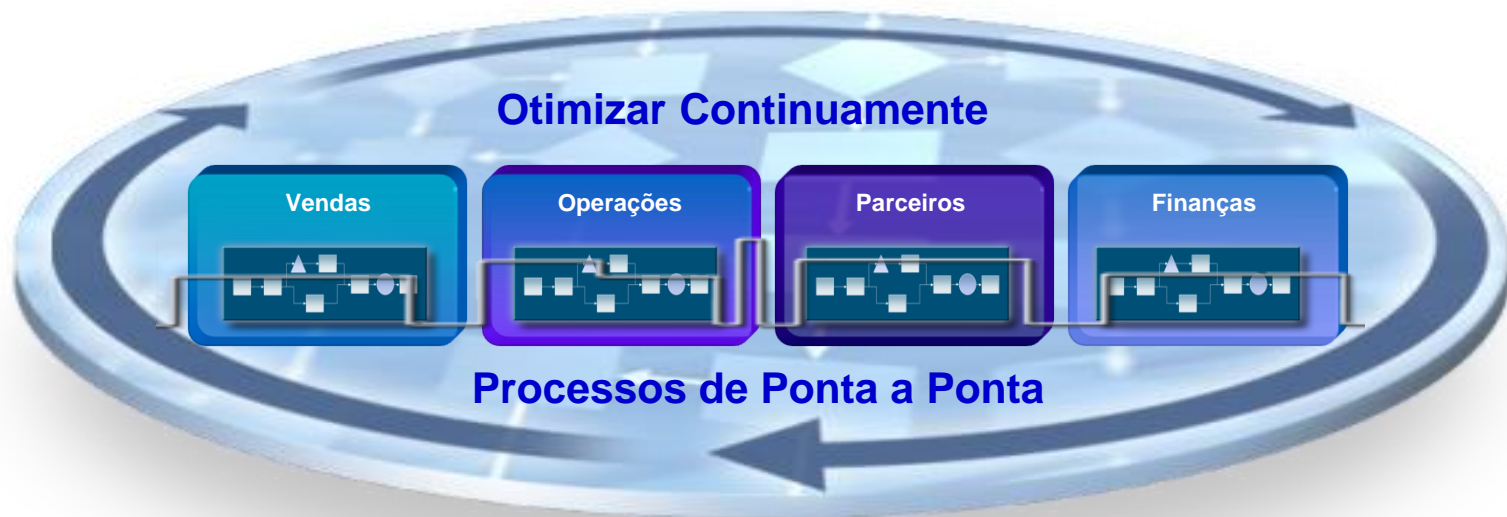 Otimizar Continuamente
Vendas
Operações
Parceiros
Finanças
Processos de Ponta a Ponta